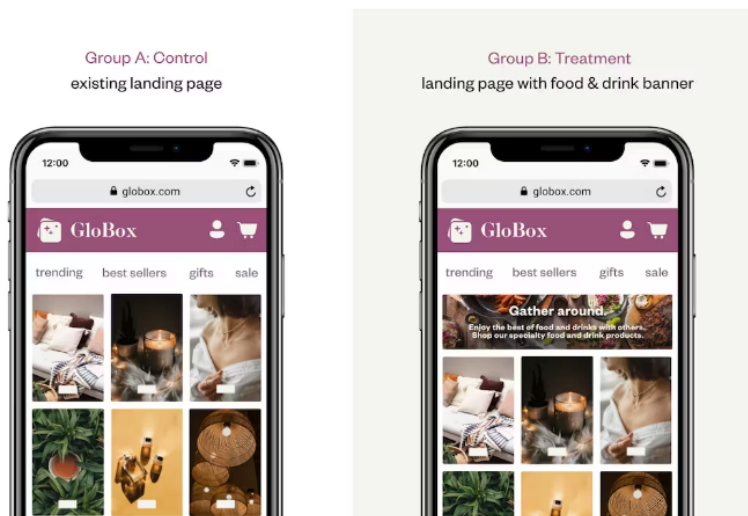 Group A: Control
existing landing page
12:00
globox.com
GloBox
trending best sellers gifts sale
Group B: Treatment
landing page with food & drink banner
12:00
globox.com
GloBox
trending best sellers gifts sale
Gather around.
Enjoy the best of food and drinks with others.
Shop our specialty food and drink products.